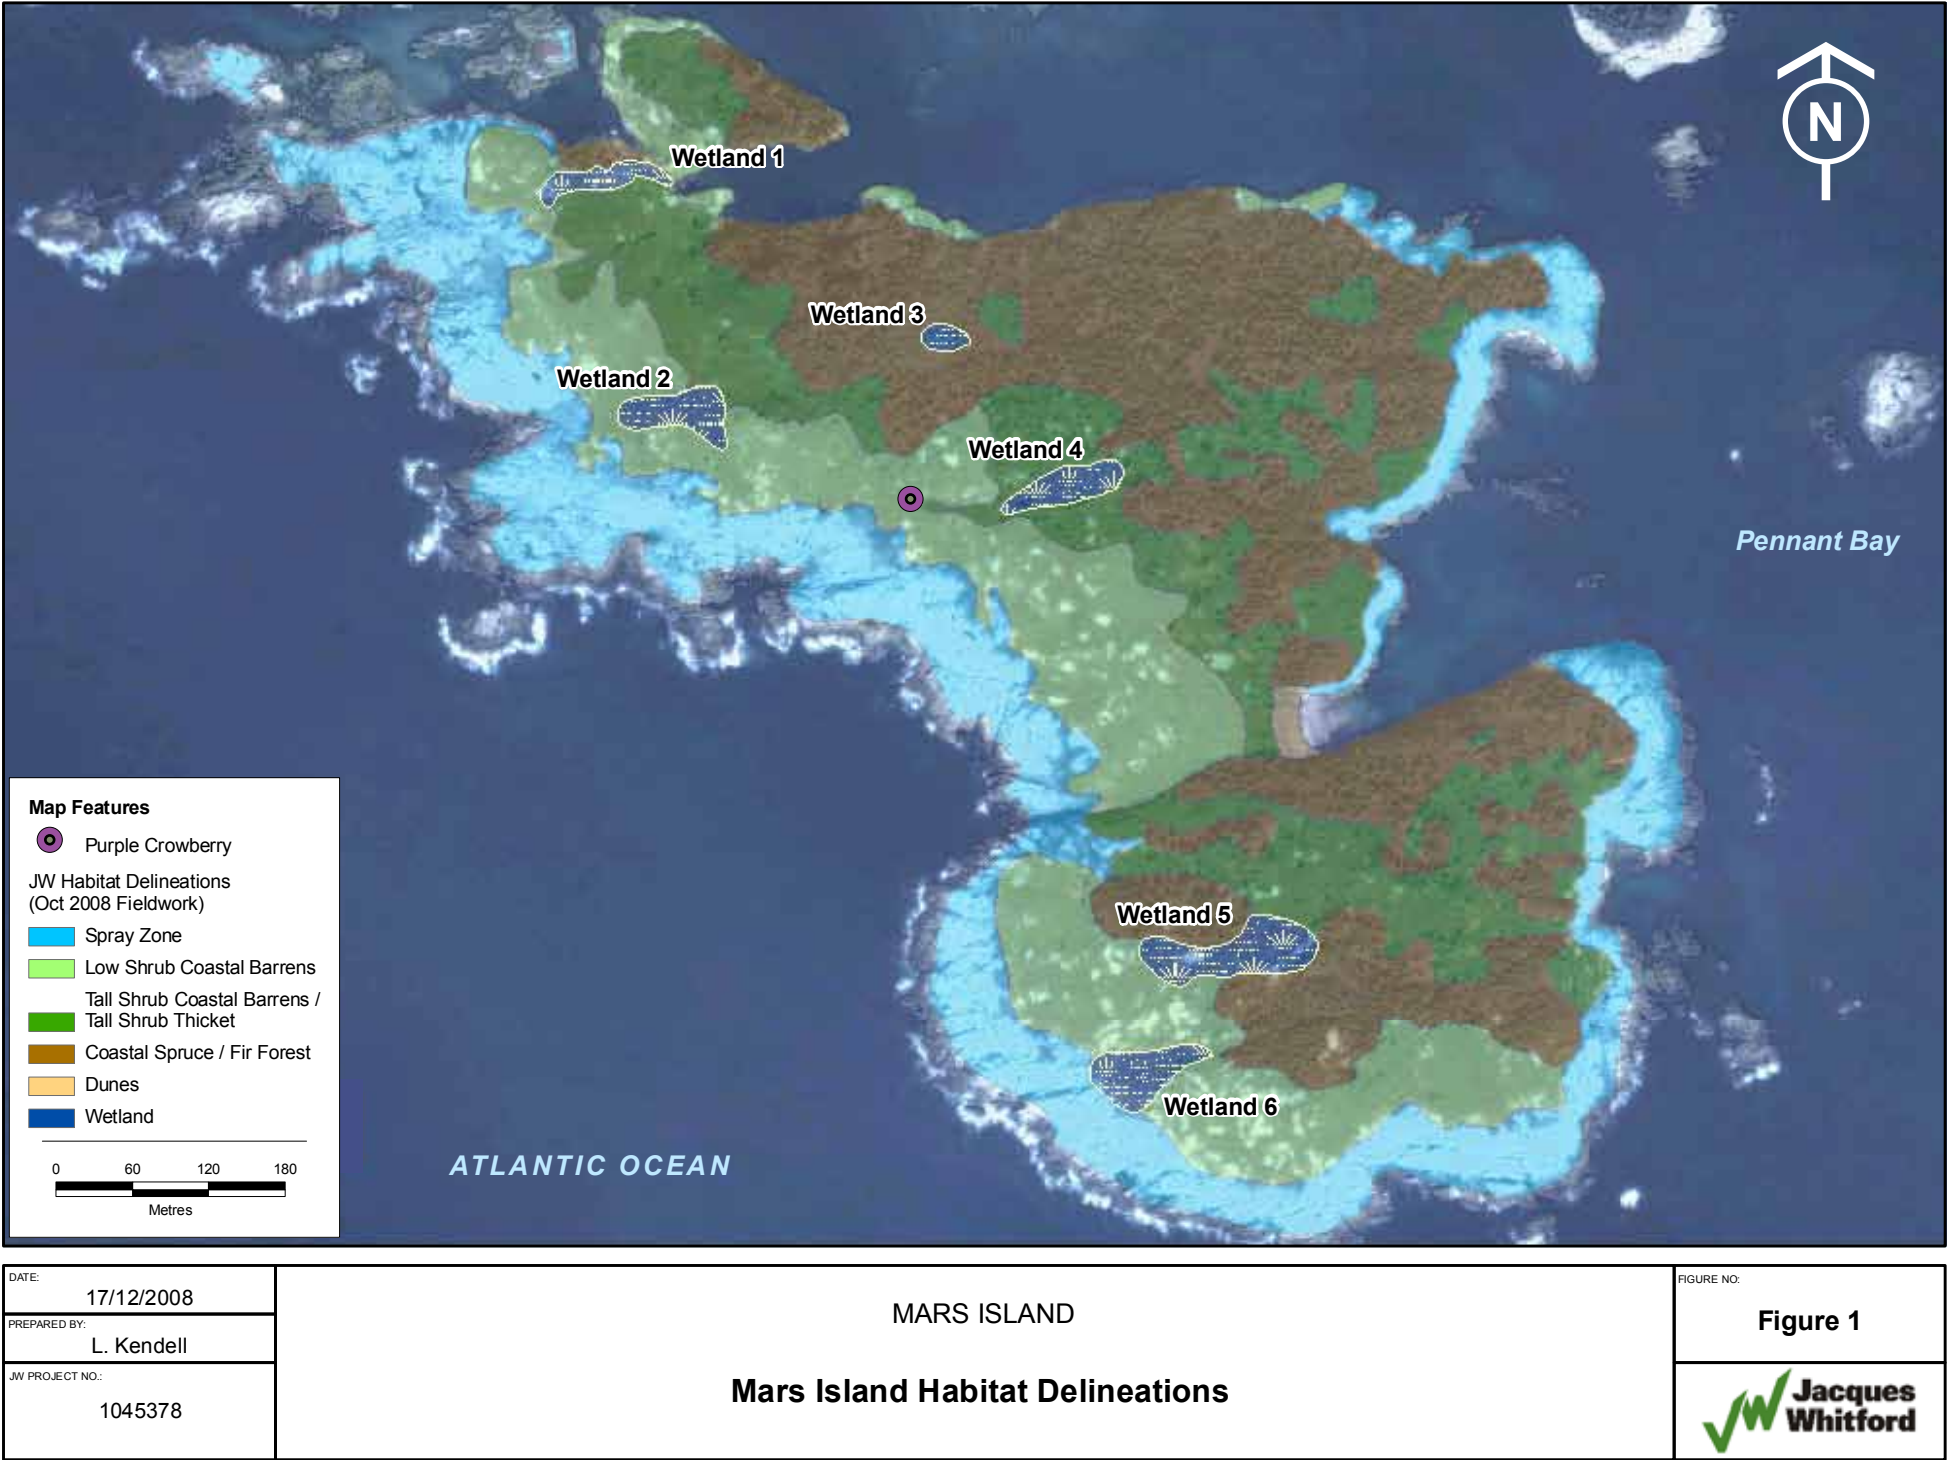 N
Wetland 1
Wetland 3
Wetland 2
Wetland 4
Pennant Bay
Wetland 5
Wetland 6
ATLANTIC OCEAN
Map Features
Purple Crowberry
JW Habitat Delineations
(Oct 2008 Fieldwork)
Spray Zone
Low Shrub Coastal Barrens
Tall Shrub Coastal Barrens /
Tall Shrub Thicket
Coastal Spruce / Fir Forest
Dunes
Wetland
0 60 120 180
Metres
DATE:
17/12/2008
PREPARED BY:
L. Kendell
JW PROJECT NO.:
1045378
MARS ISLAND
Mars Island Habitat Delineations
FIGURE NO:
Figure 1
JW Jacques
Whitford